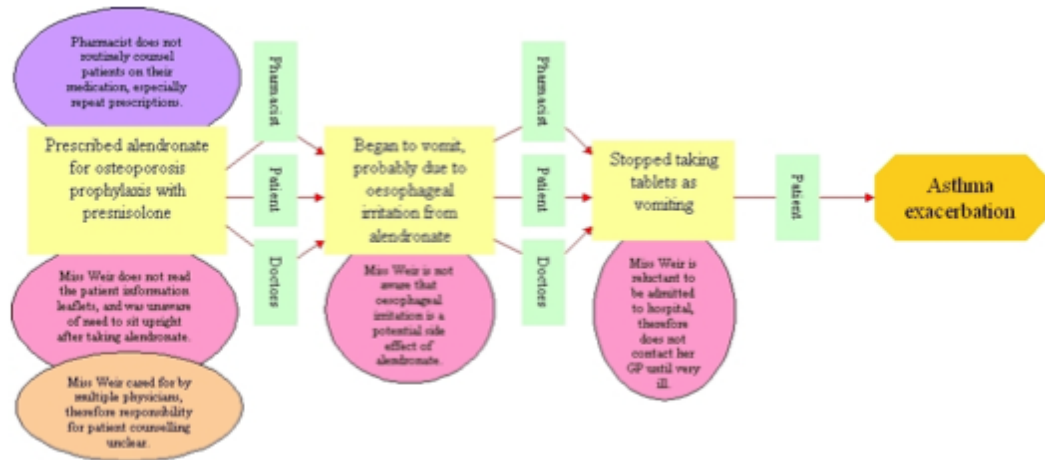 Pharmacist does not
routinely counsel
patients on their
medication, especially
repeat prescriptions.
Prescribed alendronate
for osteoporosis
prophylaxis with
presnisolone
Miss Weir does not read
the patient information
leaflets, and was unaware
of need to sit upright
after taking alendronate.
Miss Weir cared for by
multiple physicians,
therefore responsibility
for patient counselling
unclear.
Pharmacist
Patient
Doctors
Began to vomit,
probably due to
oesophageal
irritation from
alendronate
Miss Weir is not
aware that
oesophageal
irritation is a
potential side
effect of
alendronate.
Pharmacist
Patient
Doctors
Stopped taking
tablets as
vomiting
Miss Weir is
reluctant to
be admitted
to hospital,
therefore
does not
contact her
GP until very
ill.
Patient
Asthma
exacerbation